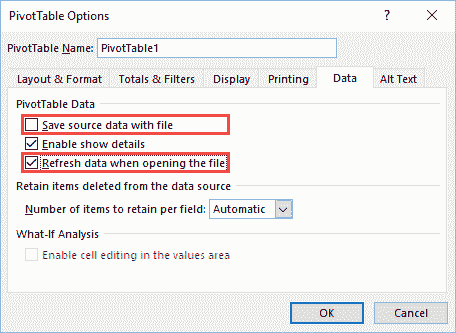 PivotTable Options
?
PivotTable Name: PivotTable1
Layout & Format Totals & Filters Display Printing Data Alt Text
PivotTable Data
Save source data with file
Enable show details
Refresh data when opening the file
Retain items deleted from the data source
Number of items to retain per field: Automatic
What-If Analysis
Enable cell editing in the values area
OK Cancel